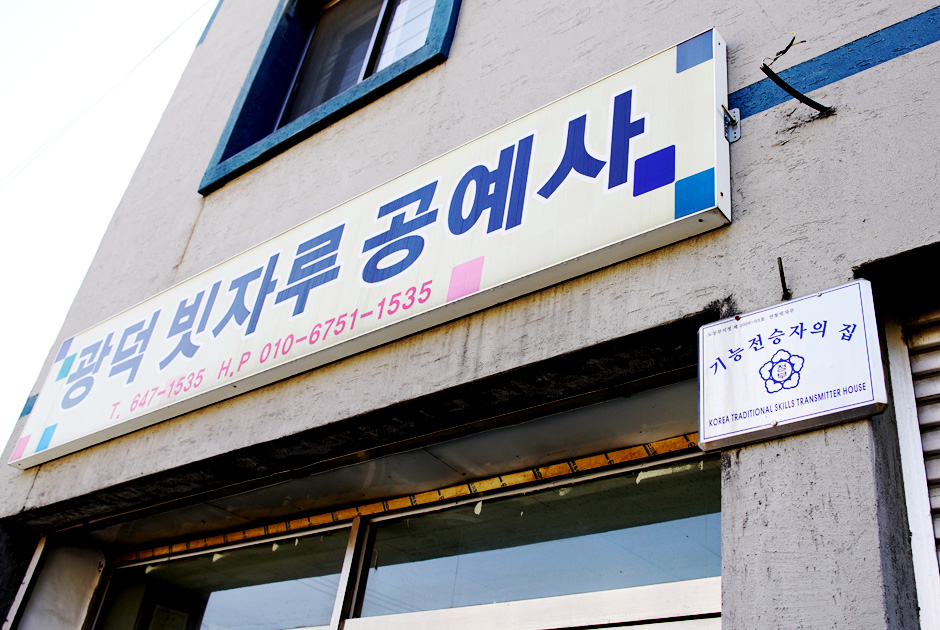 광덕 빗자루 공예사
T. 647-1535 H.P 010-6751-1535
기능전승자의 집
KOREA TRADITIONAL SKILLS TRANSMITTER HOUSE